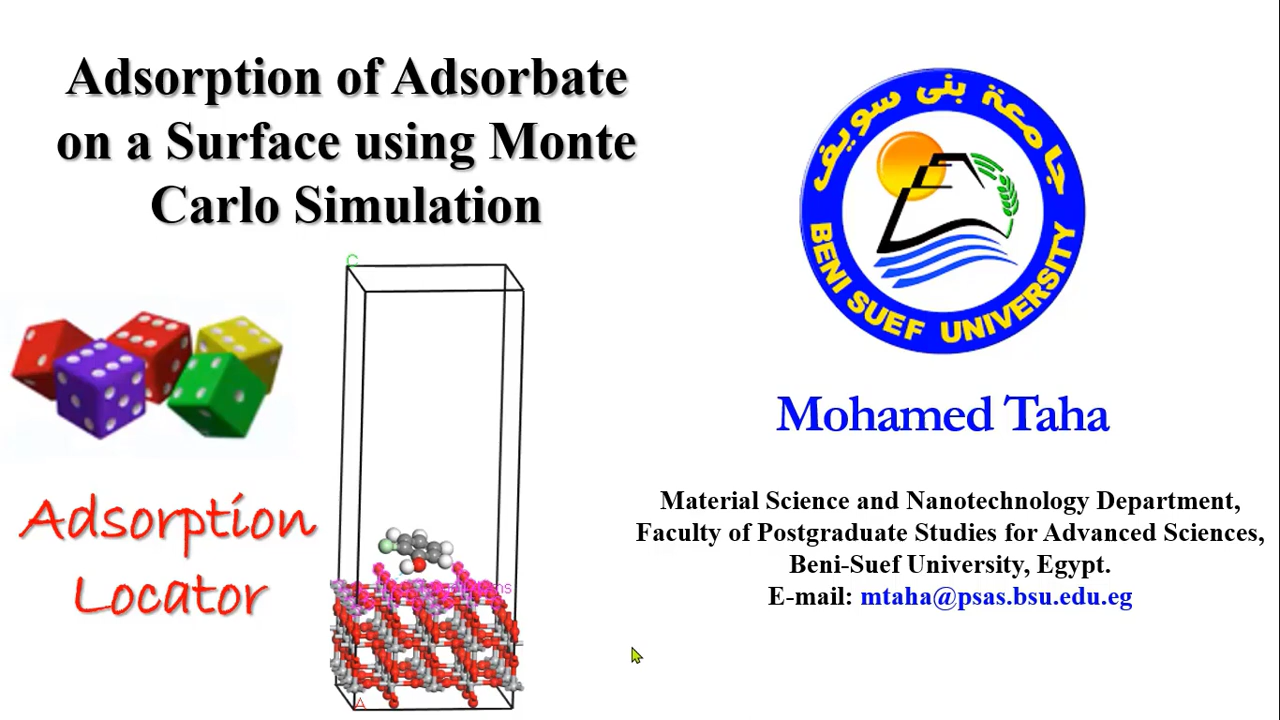 Adsorption of Adsorbate
on a Surface using Monte
Carlo Simulation
C
Adsorption
Locator
A
جامعة بنى سويف
BENI SUEF UNIVERSITY
Mohamed Taha
Material Science and Nanotechnology Department,
Faculty of Postgraduate Studies for Advanced Sciences,
Beni-Suef University, Egypt.
E-mail: mtaha@psas.bsu.edu.eg